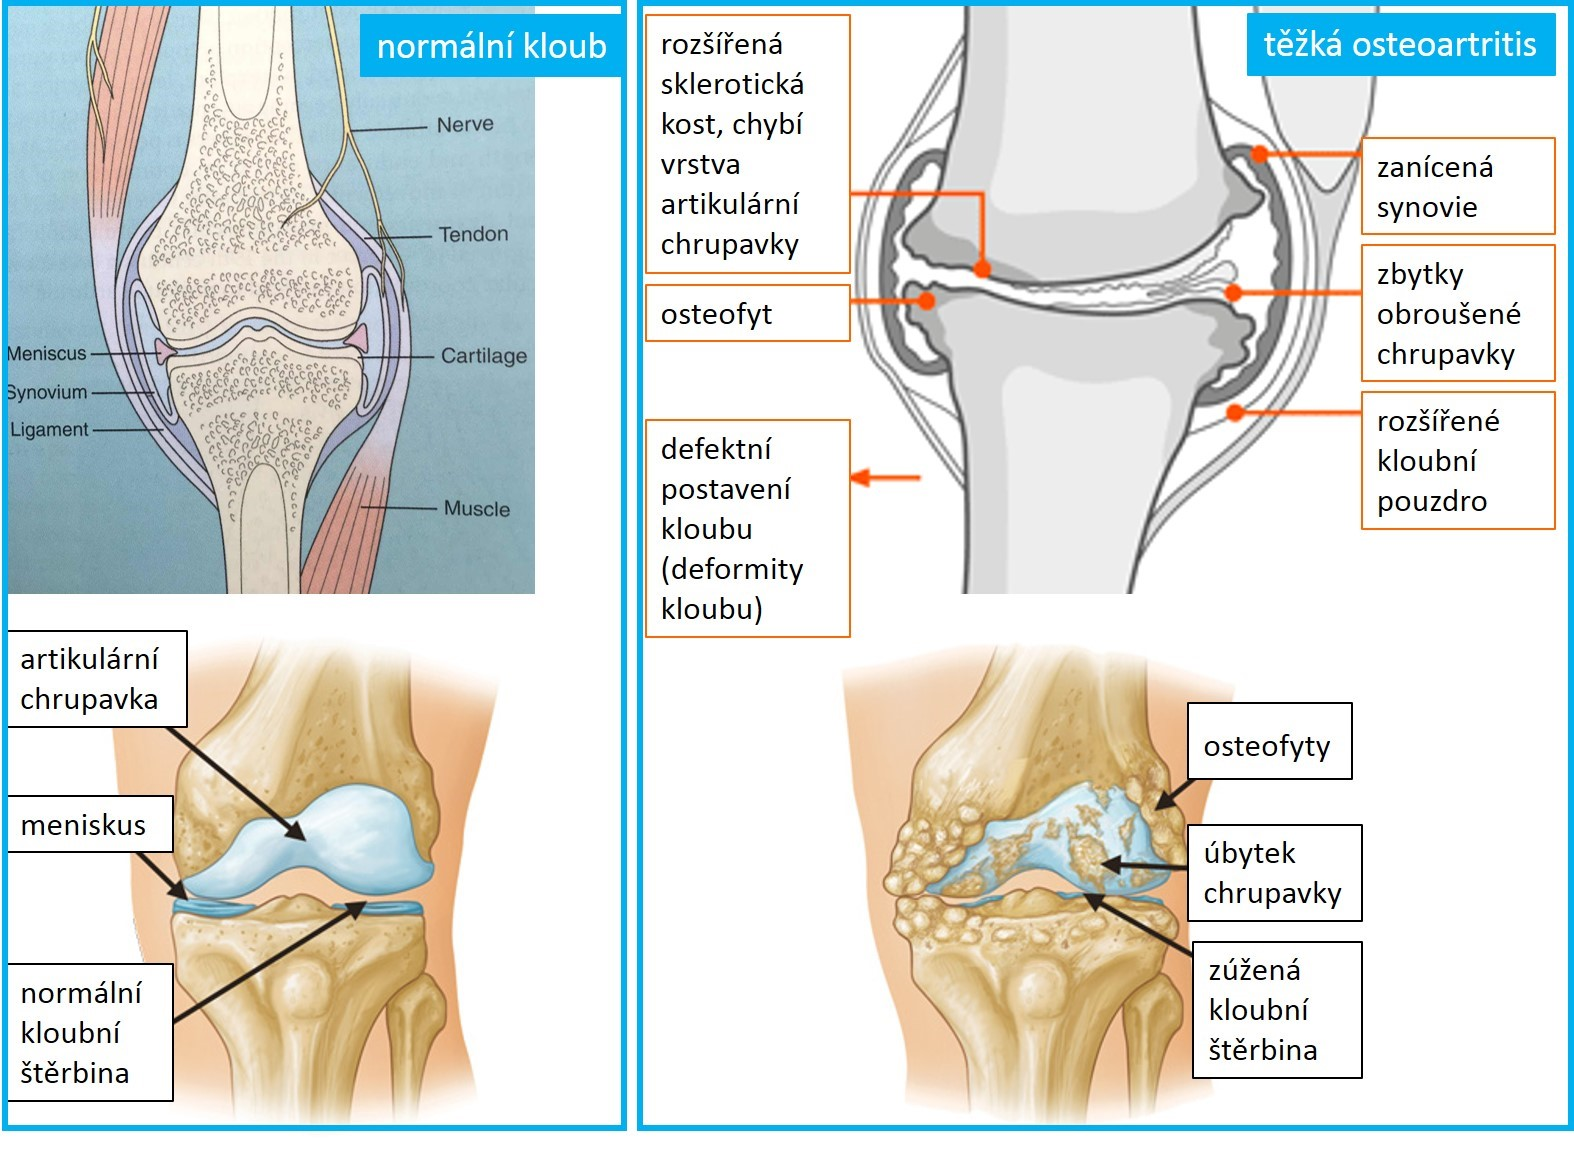 normální kloub
Nerve
Tendon
Cartilage
Muscle
Meniscus
Synovium
Ligament
artikulární
chrupavka
meniskus
normální
kloubní
štěrbina
těžká osteoartritis
rozšířená
sklerotická
kost, chybí
vrstva
artikulární
chrupavky
osteofyt
defektní
postavení
kloubu
(deformity
kloubu)
zanícená
synovie
zbytky
obroušené
chrupavky
rozšířené
kloubní
pouzdro
osteofyty
úbytek
chrupavky
zúžená
kloubní
štěrbina